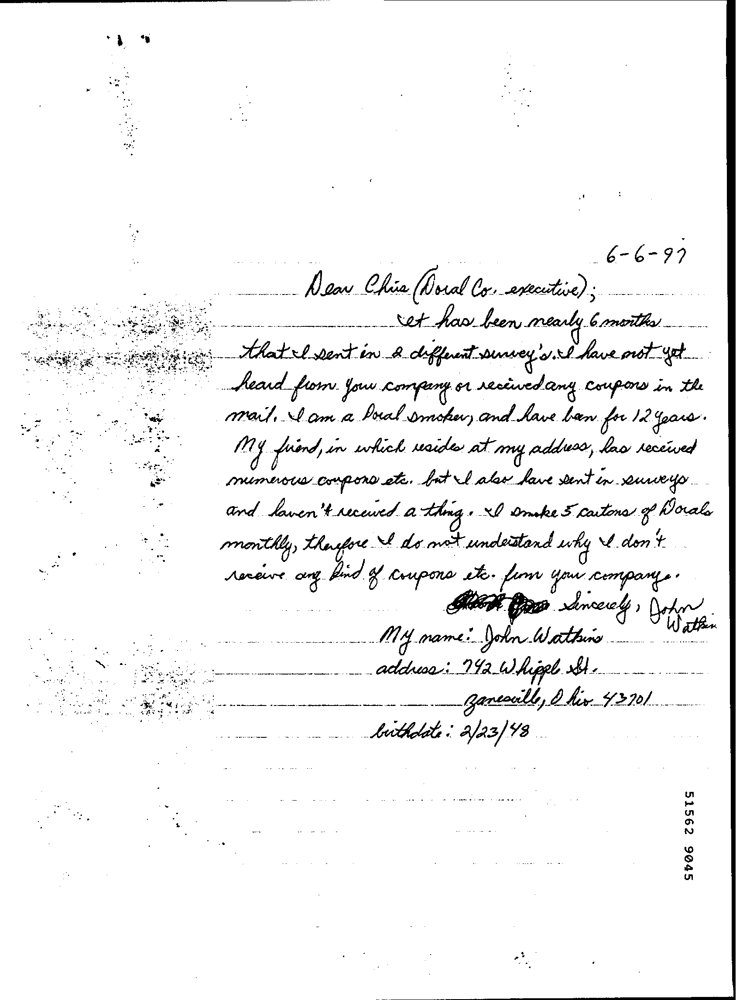 6-6-97
Dear Chris (Doral Co. executive);
It has been nearly 6 months
that I sent in 2 different survey's. I have not yet
heard from your company or received any coupons in the
mail. I am a Doral smoker, and have ben for 12 years.
My friend, in which resides at my address, has received
numerous coupons etc. but I also have sent in surveys
and haven't received a thing. I smoke 5 cartons of Dorals
monthly, therefore I do not understand why I don't
receive any kind of coupons etc. from your company.
Sincerely, John
Watkins
My name: John Watkins
address: 742 Whipple St.
Zanesville, Ohio 43701
birthdate: 2/23/48
51562 9045